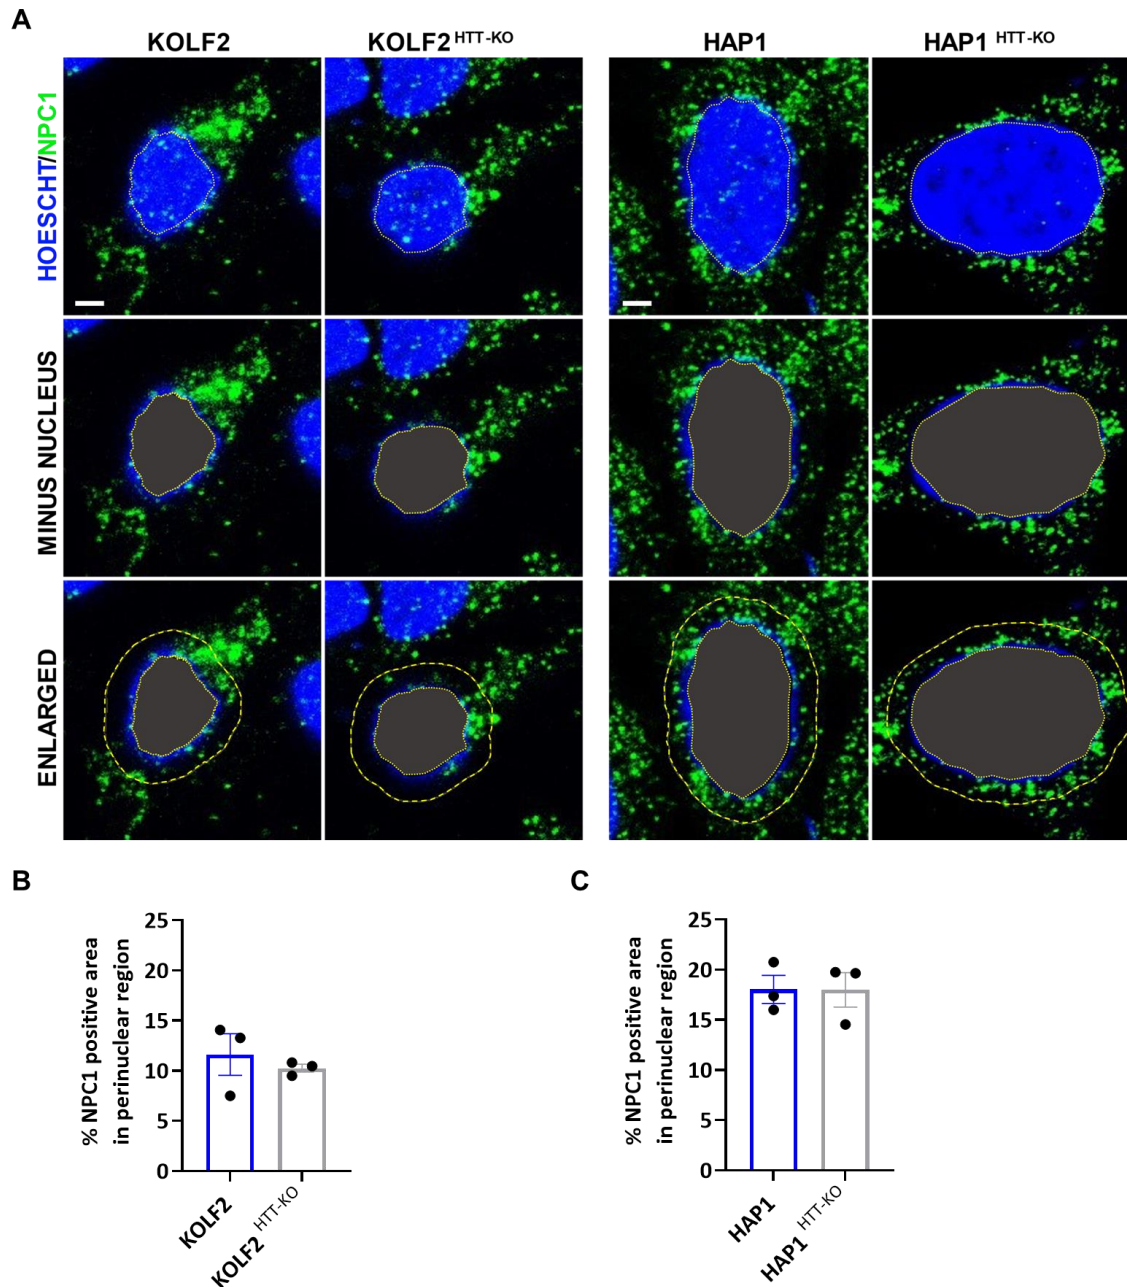 A
KOLF2
KOLF2 HTT-KO
HAP1
HAP1 HTT-KO
HOESCHT/NPC1
MINUS NUCLEUS
ENLARGED
B
% NPC1 positive area
in perinuclear region
25
20
15
10
5
0
KOLF2
KOLF2 HTT-KO
C
% NPC1 positive area
in perinuclear region
25
20
15
10
5
0
HAP1
HAP1 HTT-KO